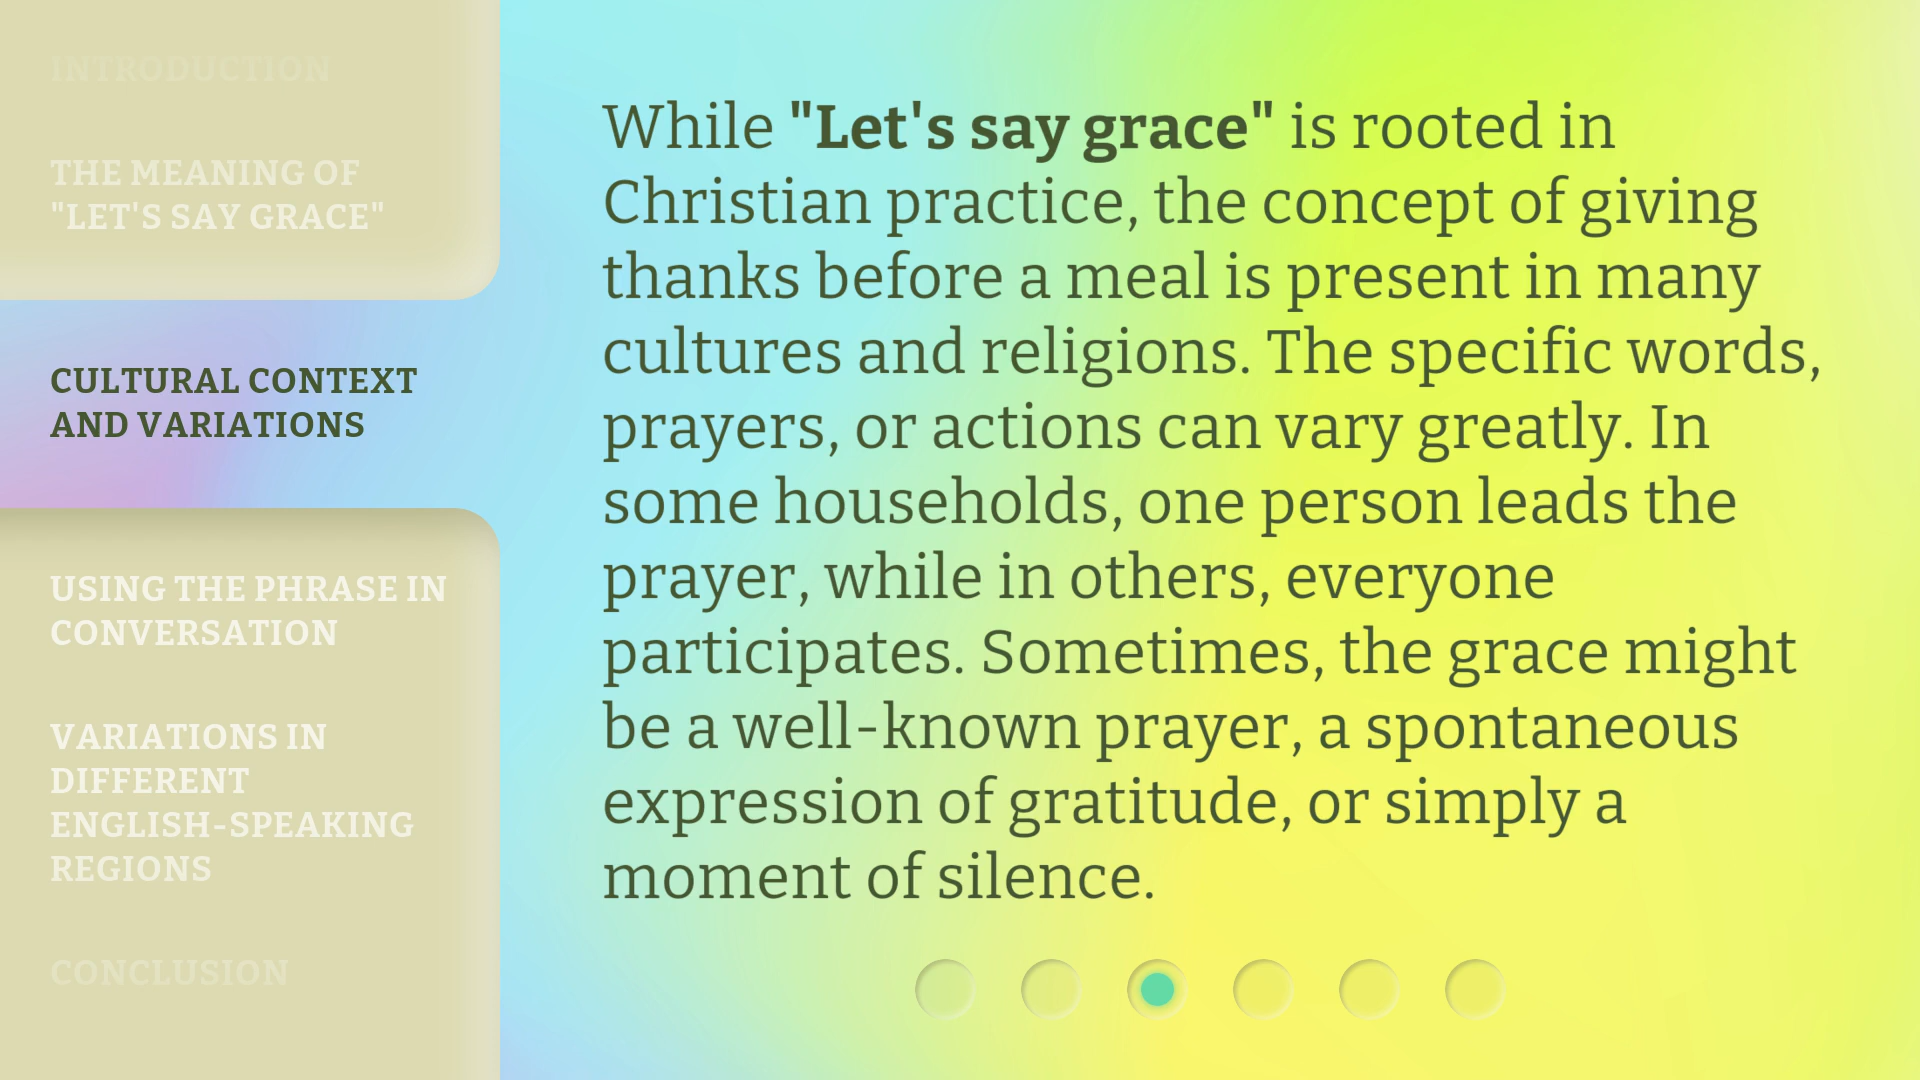 INTRODUCTION
THE MEANING OF
"LET'S SAY GRACE"
CULTURAL CONTEXT
AND VARIATIONS
USING THE PHRASE IN
CONVERSATION
VARIATIONS IN
DIFFERENT
ENGLISH-SPEAKING
REGIONS
CONCLUSION
While "Let's say grace" is rooted in
Christian practice, the concept of giving
thanks before a meal is present in many
cultures and religions. The specific words,
prayers, or actions can vary greatly. In
some households, one person leads the
prayer, while in others, everyone
participates. Sometimes, the grace might
be a well-known prayer, a spontaneous
expression of gratitude, or simply a
moment of silence.